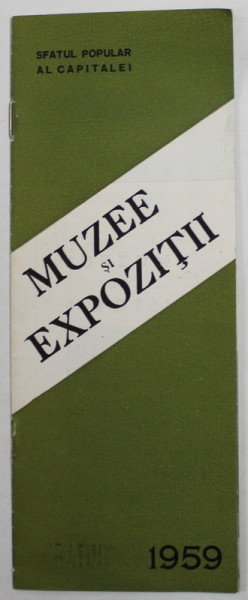 SFATUL POPULAR
AL CAPITALEI
MUZEE
ȘI
EXPOZIȚII
1959